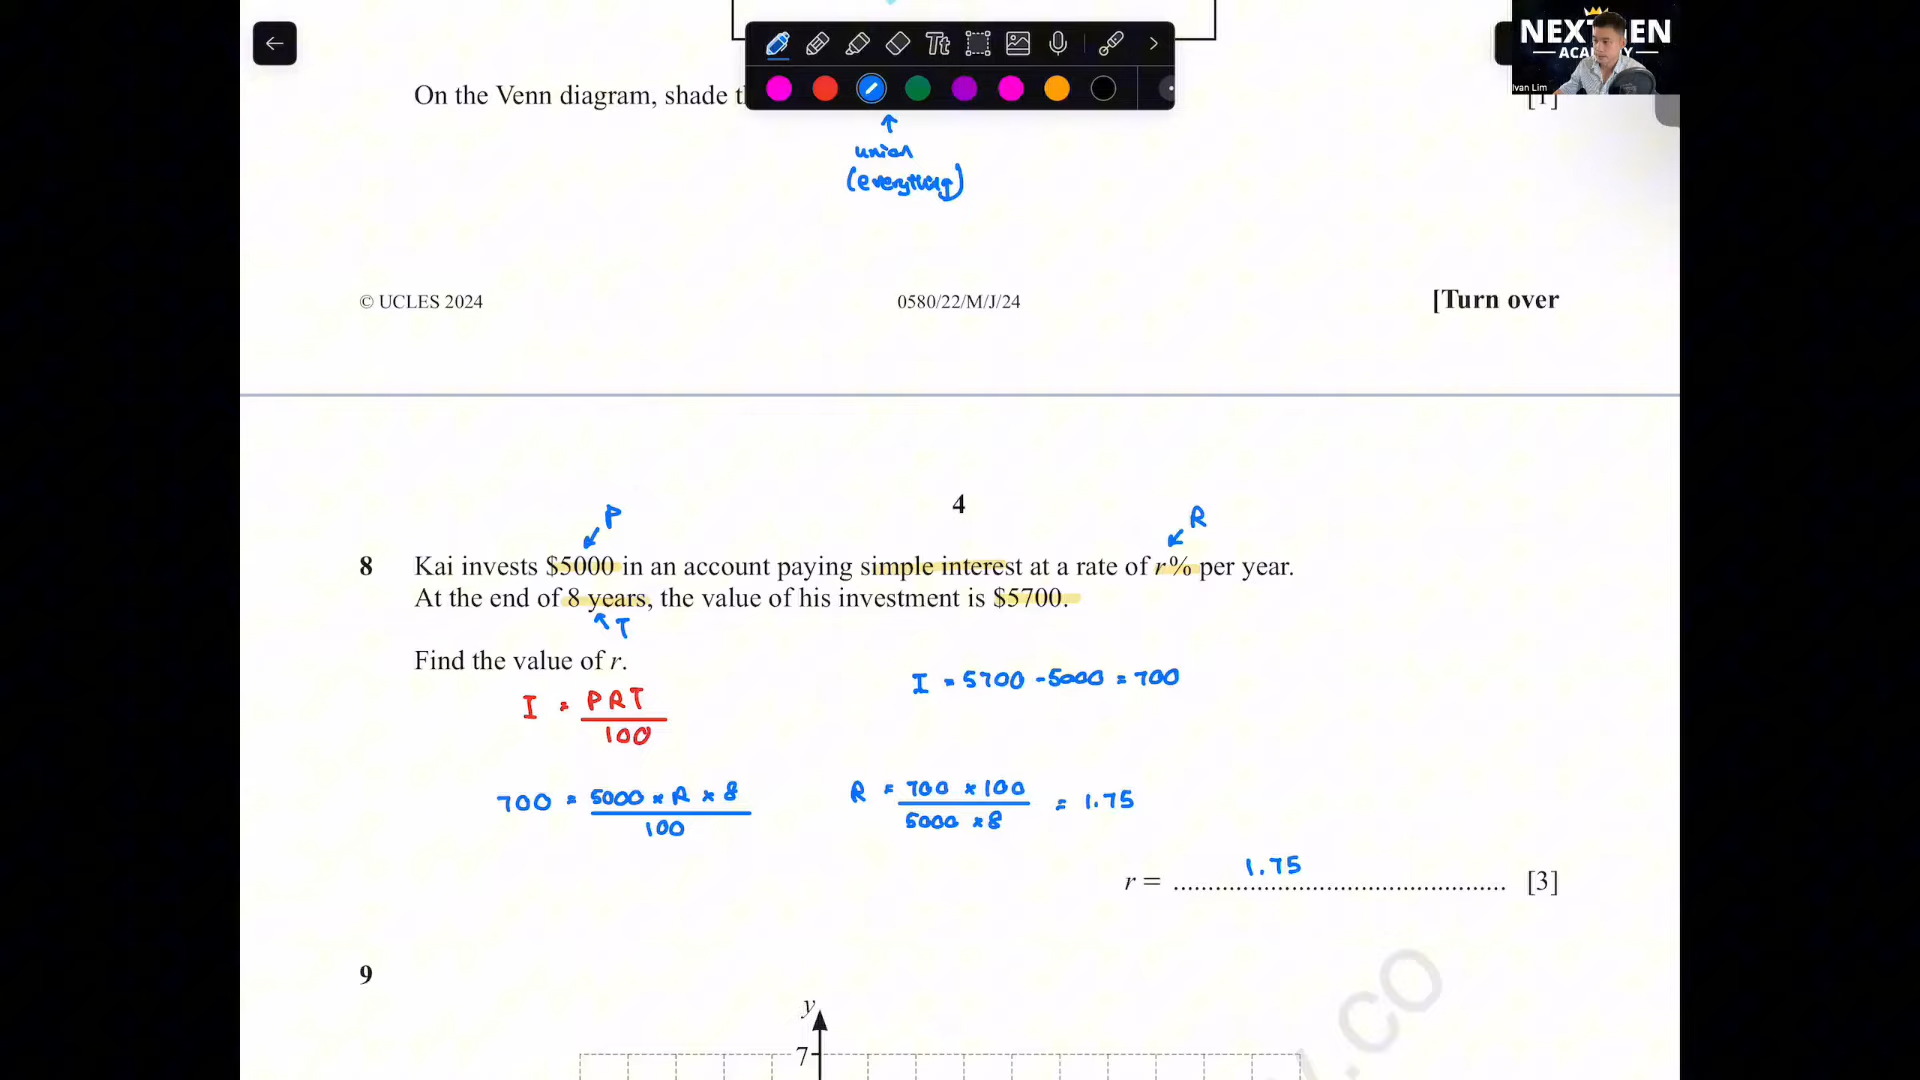 Tt
NEXTGEN
ACADEMY
Ivan Lim
On the Venn diagram, shade
[1]
union
(everything)
© UCLES 2024
0580/22/M/J/24
[Turn over
4
P
R
8 Kai invests $5000 in an account paying simple interest at a rate of r% per year.
At the end of 8 years, the value of his investment is $5700.
T
Find the value of r.
I = 5700 - 5000 = 700
I = PRT
100
700 = 5000 × R × 8
100
R = 700 × 100
5000 × 8
= 1.75
1.75
r = ................................................ [3]
9
.co
y
7